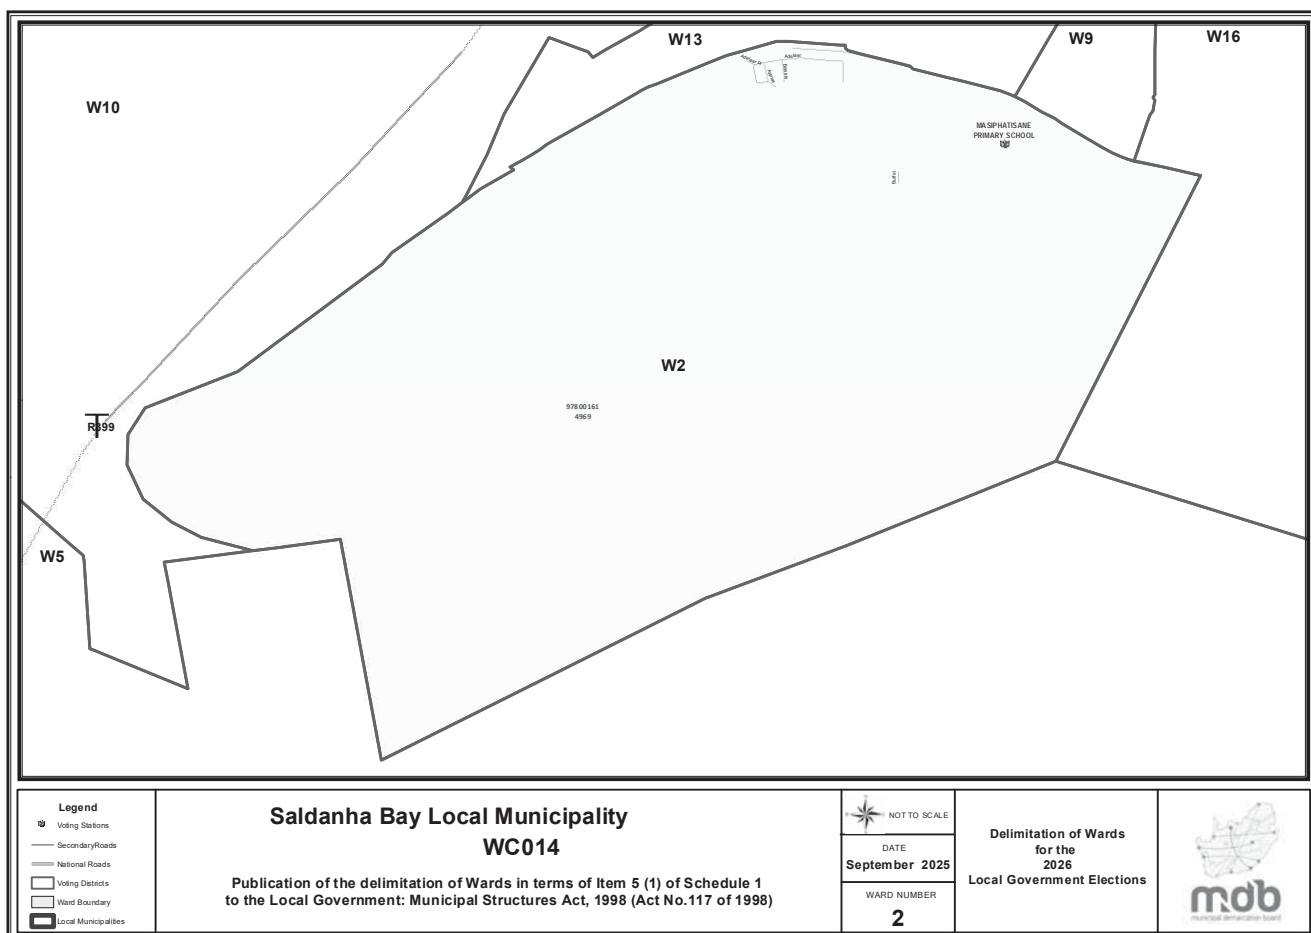 W13
W9
W16
W10
Adelaar
MASIPHATISANE
PRIMARY SCHOOL
W2
97800161
4969
R399
W5
Legend
Voting Stations
SecondaryRoads
National Roads
Voting Districts
Ward Boundary
Local Municipalities
Saldanha Bay Local Municipality
WC014
Publication of the delimitation of Wards in terms of Item 5 (1) of Schedule 1
to the Local Government: Municipal Structures Act, 1998 (Act No.117 of 1998)
NOT TO SCALE
DATE
September 2025
WARD NUMBER
2
Delimitation of Wards
for the
2026
Local Government Elections
mdb
municipal demarcation board